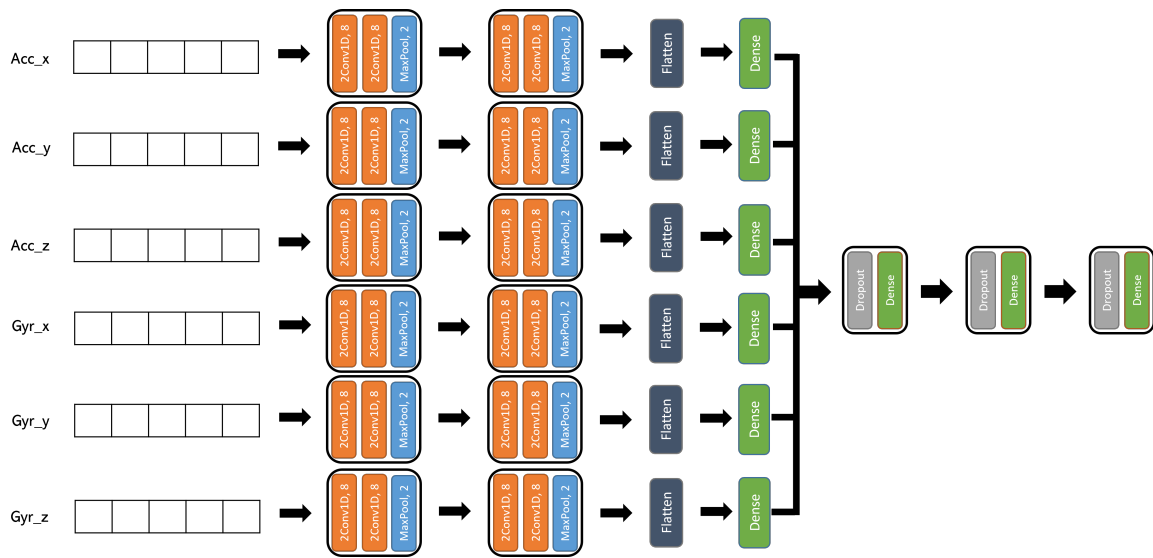 Acc_x
2Conv1D, 8
2Conv1D, 8
MaxPool, 2
2Conv1D, 8
2Conv1D, 8
MaxPool, 2
Flatten
Dense
Acc_y
2Conv1D, 8
2Conv1D, 8
MaxPool, 2
2Conv1D, 8
2Conv1D, 8
MaxPool, 2
Flatten
Dense
Acc_z
2Conv1D, 8
2Conv1D, 8
MaxPool, 2
2Conv1D, 8
2Conv1D, 8
MaxPool, 2
Flatten
Dense
Gyr_x
2Conv1D, 8
2Conv1D, 8
MaxPool, 2
2Conv1D, 8
2Conv1D, 8
MaxPool, 2
Flatten
Dense
Gyr_y
2Conv1D, 8
2Conv1D, 8
MaxPool, 2
2Conv1D, 8
2Conv1D, 8
MaxPool, 2
Flatten
Dense
Gyr_z
2Conv1D, 8
2Conv1D, 8
MaxPool, 2
2Conv1D, 8
2Conv1D, 8
MaxPool, 2
Flatten
Dense
Dropout
Dense
Dropout
Dense
Dropout
Dense